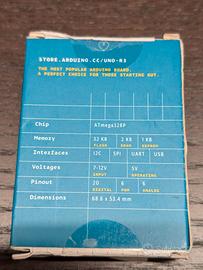 STORE.ARDUINO.CC/UNO-R3
THE MOST POPULAR ARDUINO BOARD.
A PERFECT CHOICE FOR THOSE STARTING OUT.
Chip ATmega328P
Memory 32 KB 2 KB 1 KB
FLASH SRAM EEPROM
Interfaces I2C SPI UART USB
Voltages 7-12V 5V
INPUT OPERATING
Pinout 20 6 6
DIGITAL PWM ANALOG
Dimensions 68.6 x 53.4 mm